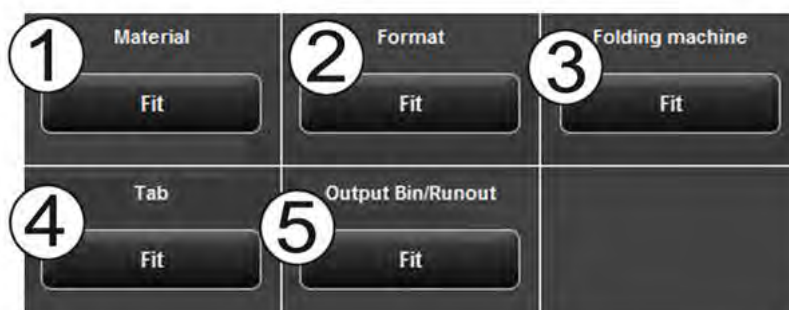 1 Material
Fit
2 Format
Fit
3 Folding machine
Fit
4 Tab
Fit
5 Output Bin/Runout
Fit